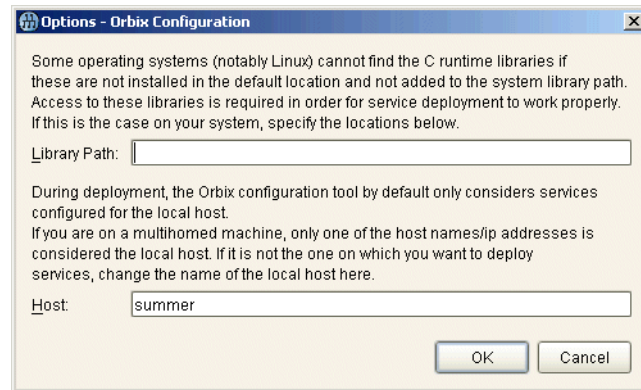 Options - Orbix Configuration
Some operating systems (notably Linux) cannot find the C runtime libraries if
these are not installed in the default location and not added to the system library path.
Access to these libraries is required in order for service deployment to work properly.
If this is the case on your system, specify the locations below.
Library Path:
During deployment, the Orbix configuration tool by default only considers services
configured for the local host.
If you are on a multihomed machine, only one of the host names/ip addresses is
considered the local host. If it is not the one on which you want to deploy
services, change the name of the local host here.
Host: summer
OK Cancel